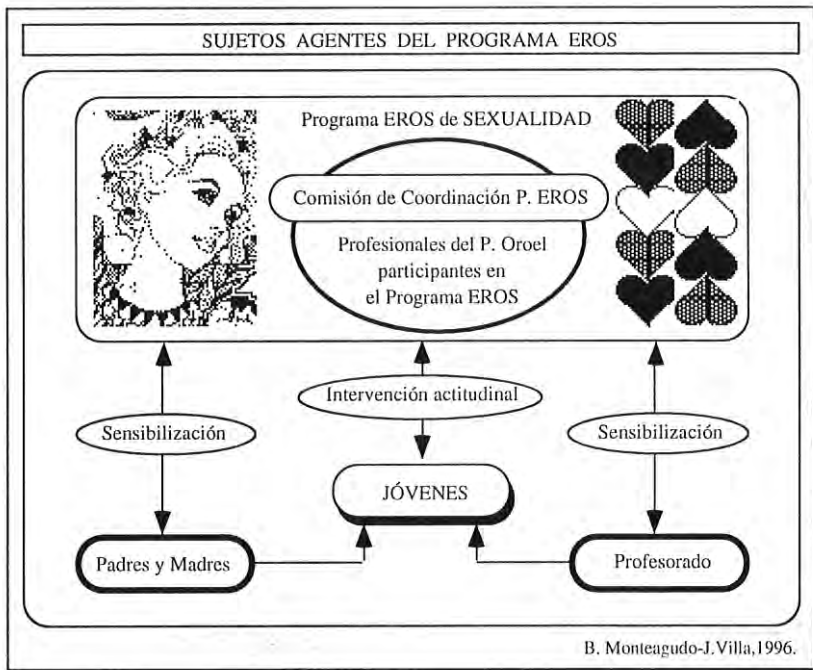 SUJETOS AGENTES DEL PROGRAMA EROS
Programa EROS de SEXUALIDAD
Comisión de Coordinación P. EROS
Profesionales del P. Oroel
participantes en
el Programa EROS
Intervención actitudinal
Sensibilización
Sensibilización
JÓVENES
Padres y Madres
Profesorado
B. Monteagudo-J.Villa,1996.